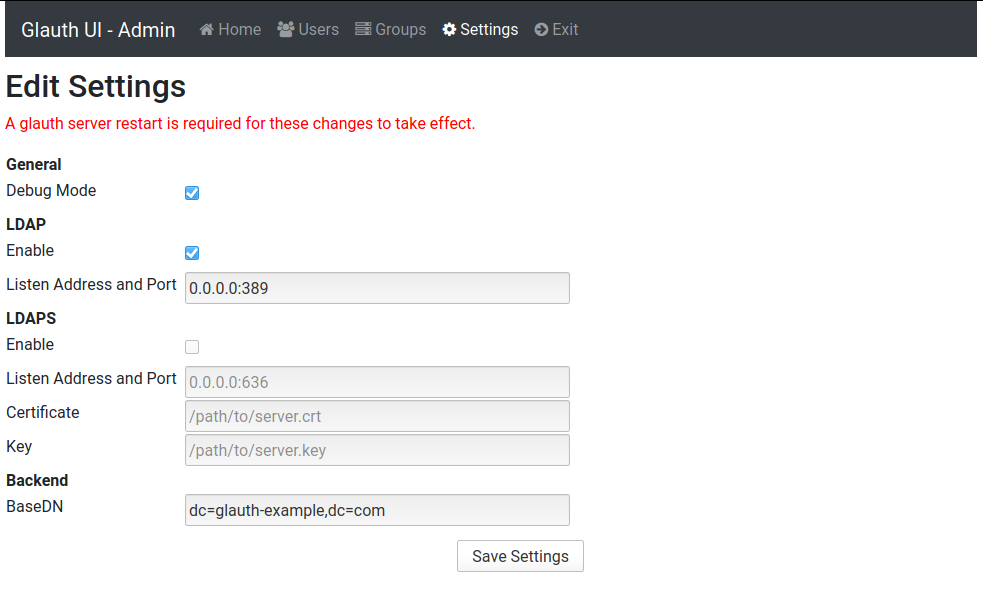 Glauth UI - Admin Home Users Groups Settings Exit
Edit Settings
A glauth server restart is required for these changes to take effect.
General
Debug Mode
LDAP
Enable
Listen Address and Port 0.0.0.0:389
LDAPS
Enable
Listen Address and Port 0.0.0.0:636
Certificate /path/to/server.crt
Key /path/to/server.key
Backend
BaseDN dc=glauth-example,dc=com
Save Settings